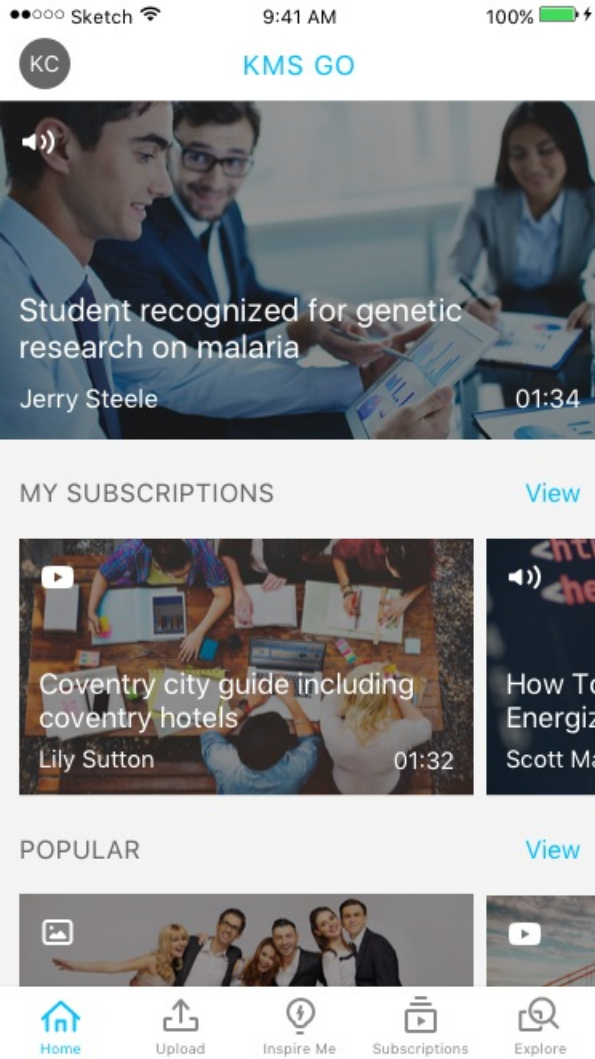 Sketch 9:41 AM 100%
KC KMS GO
Student recognized for genetic
research on malaria
Jerry Steele 01:34
MY SUBSCRIPTIONS View
Coventry city guide including
coventry hotels
Lily Sutton 01:32
How To
Energiz
Scott Ma
POPULAR View
Home Upload Inspire Me Subscriptions Explore